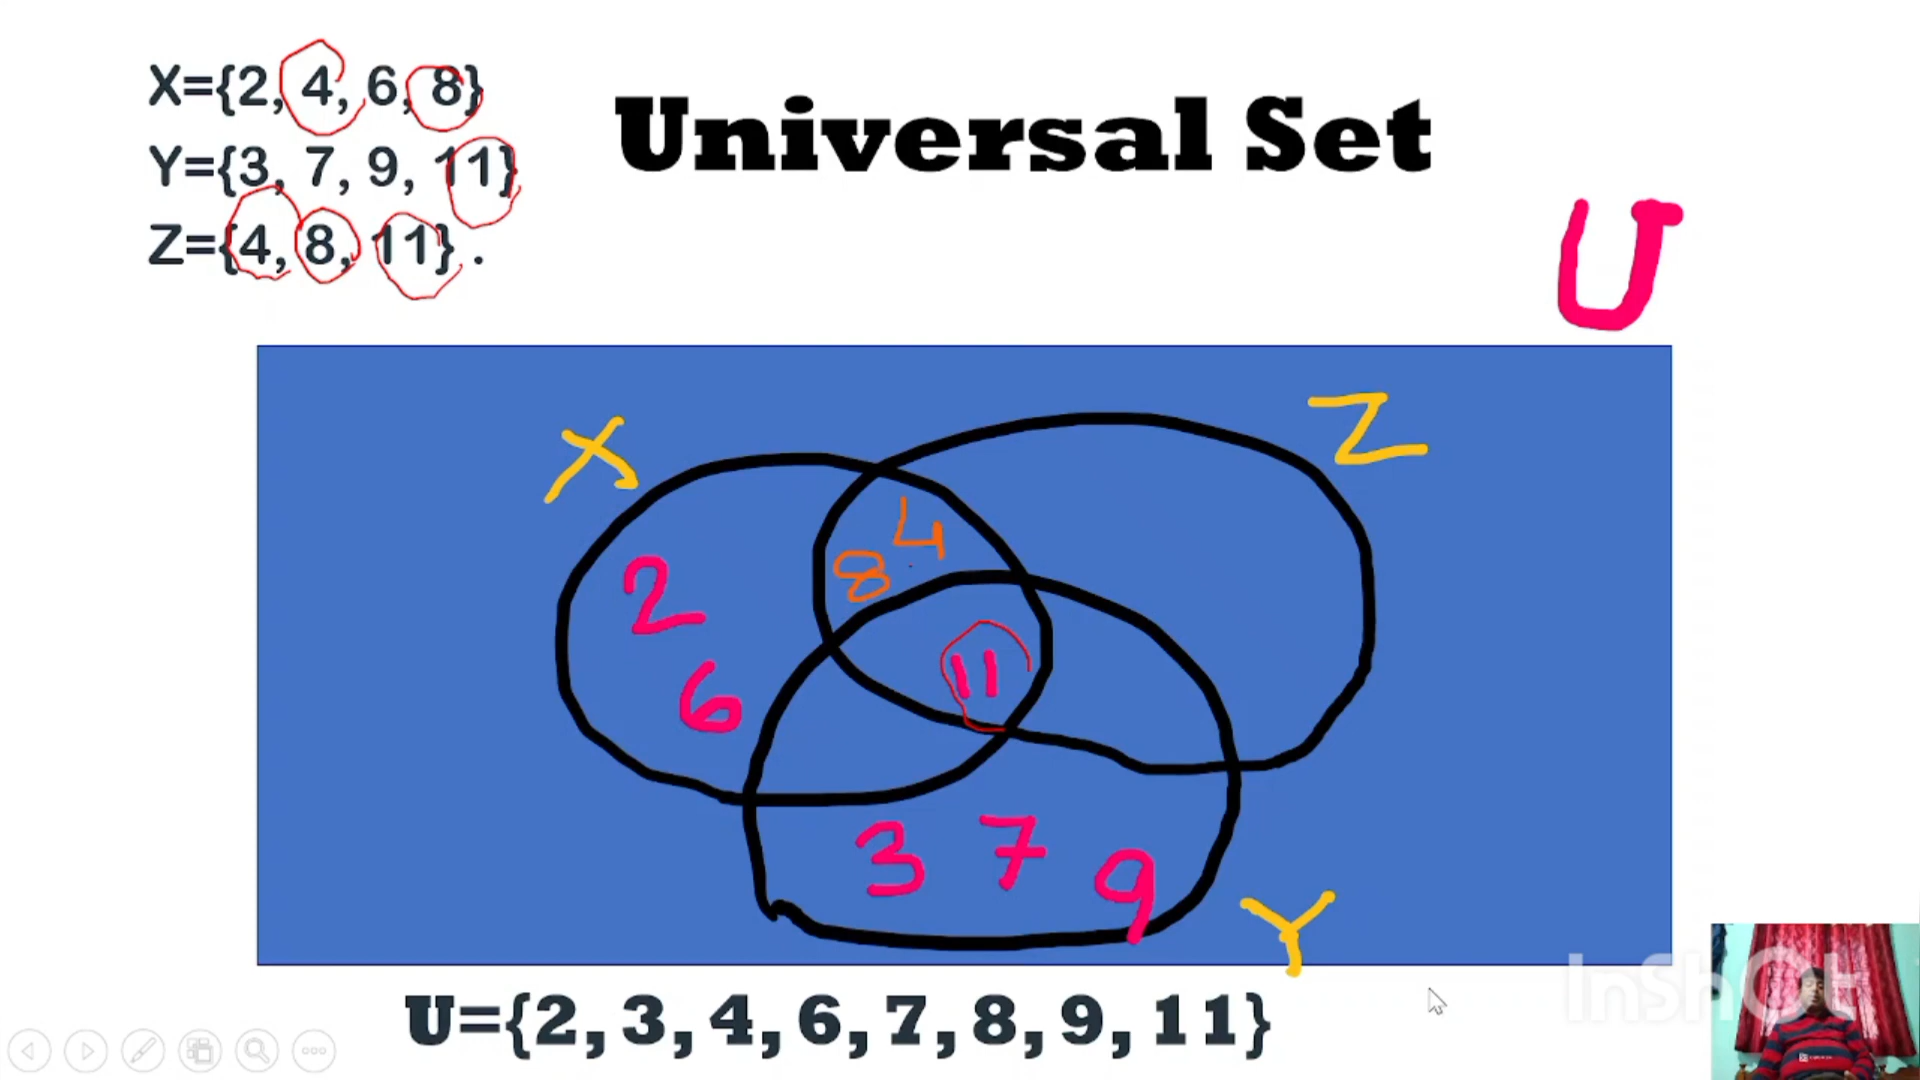 X={2, 4, 6, 8}
Y={3, 7, 9, 11}
Z={4, 8, 11} .
Universal Set
U
X
Z
4
8
2
11
6
3 7 9
Y
InShOt
U={2, 3, 4, 6, 7, 8, 9, 11}